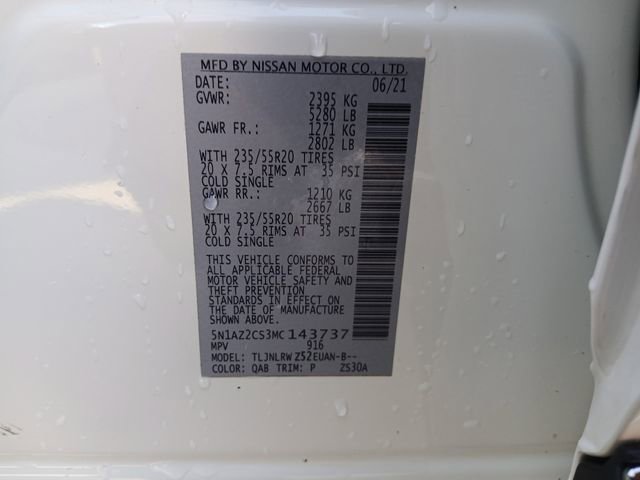 MFD BY NISSAN MOTOR CO., LTD.
DATE: 06/21
GVWR: 2395 KG
5280 LB
GAWR FR.: 1271 KG
2802 LB
WITH 235/55R20 TIRES
20 X 7.5 RIMS AT 35 PSI
COLD SINGLE
GAWR RR.: 1210 KG
2667 LB
WITH 235/55R20 TIRES
20 X 7.5 RIMS AT 35 PSI
COLD SINGLE
THIS VEHICLE CONFORMS TO
ALL APPLICABLE FEDERAL
MOTOR VEHICLE SAFETY AND
THEFT PREVENTION
STANDARDS IN EFFECT ON
THE DATE OF MANUFACTURE
SHOWN ABOVE.
5N1AZ2CS3MC143737
MPV 916
MODEL: TLJNLRW Z52EUAN-B--
COLOR: QAB TRIM: P ZS30A